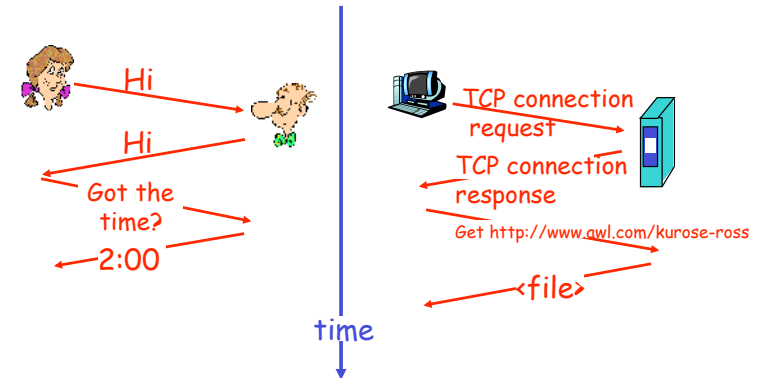 Hi
Hi
Got the
time?
2:00
TCP connection
request
TCP connection
response
Get http://www.awl.com/kurose-ross
<file>
time